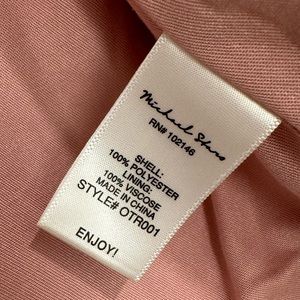 Michael Stars
RN# 102146
SHELL:
100% POLYESTER
LINING:
100% VISCOSE
MADE IN CHINA
STYLE# OTR001
ENJOY!